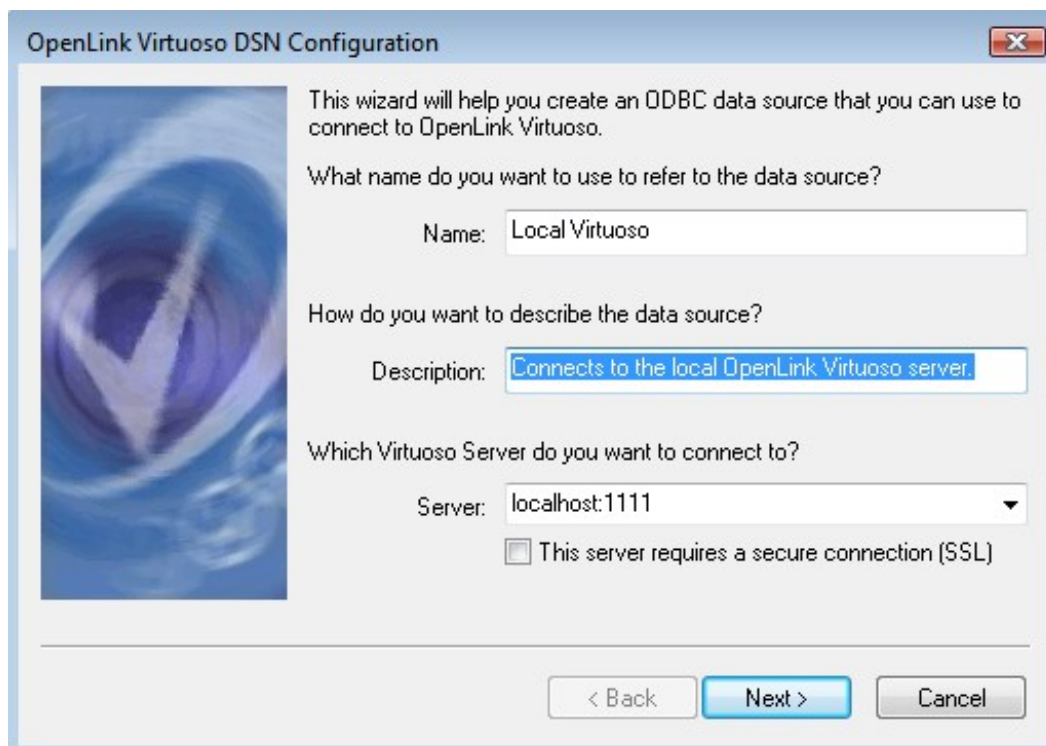 OpenLink Virtuoso DSN Configuration
This wizard will help you create an ODBC data source that you can use to
connect to OpenLink Virtuoso.
What name do you want to use to refer to the data source?
Name: Local Virtuoso
How do you want to describe the data source?
Description: Connects to the local OpenLink Virtuoso server.
Which Virtuoso Server do you want to connect to?
Server: localhost:1111
This server requires a secure connection (SSL)
< Back Next > Cancel